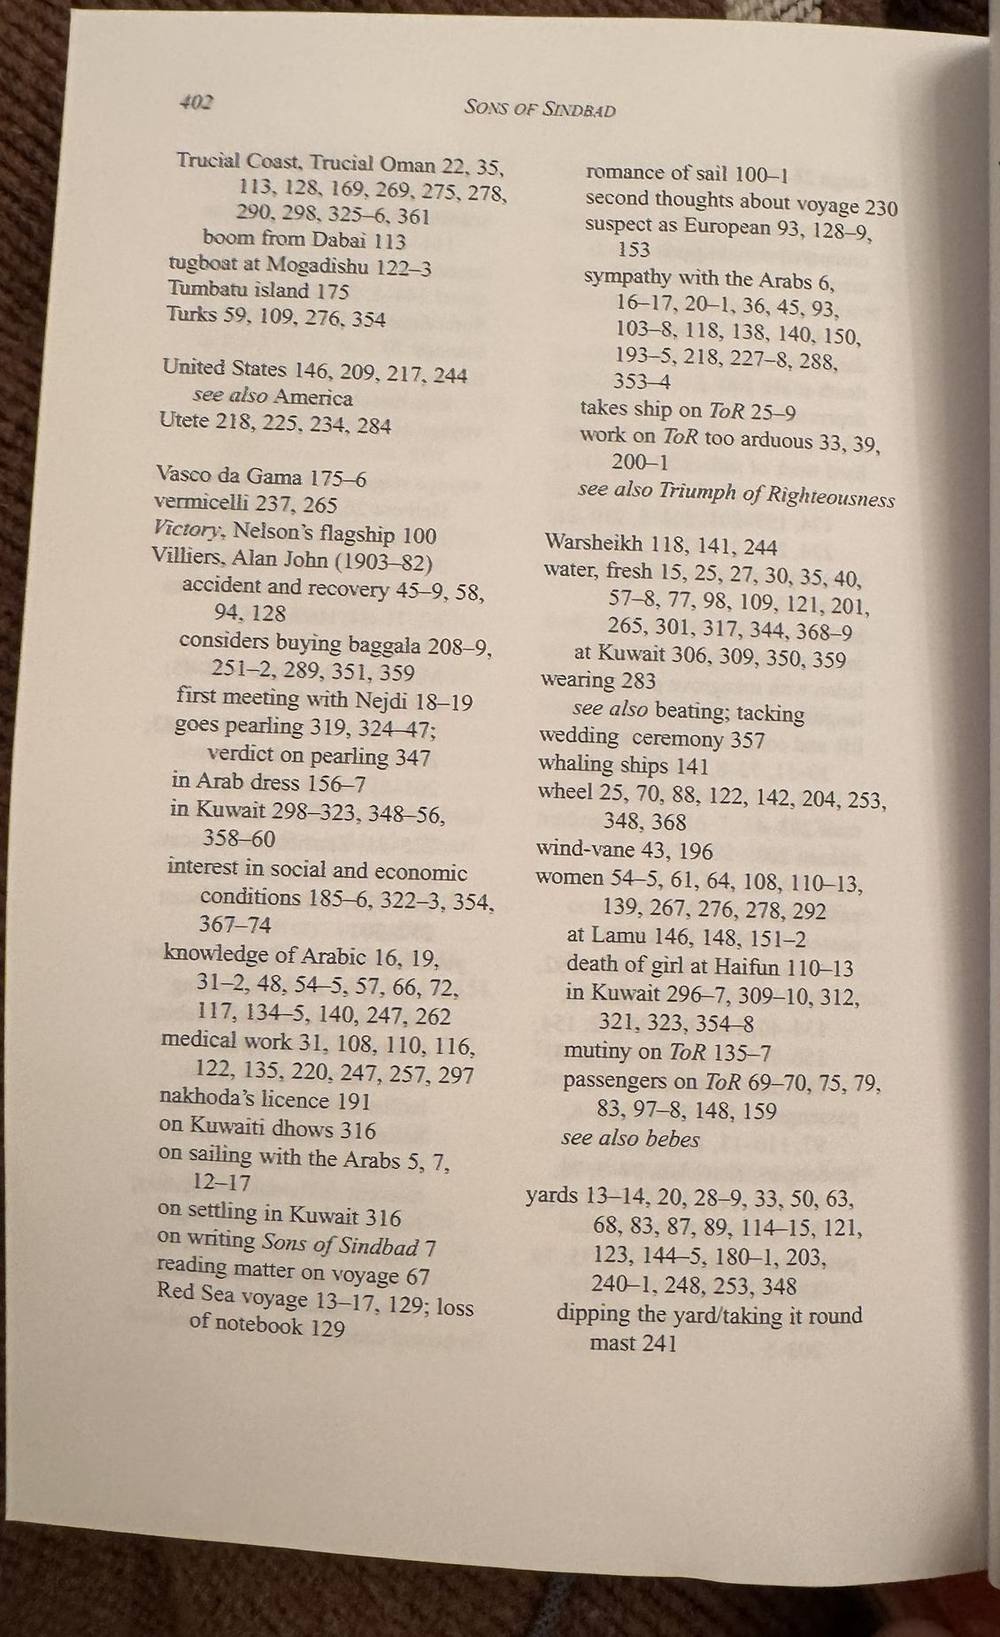 402
SONS OF SINDBAD
Trucial Coast, Trucial Oman 22, 35,
113, 128, 169, 269, 275, 278,
290, 298, 325–6, 361
boom from Dabai 113
tugboat at Mogadishu 122–3
Tumbatu island 175
Turks 59, 109, 276, 354
United States 146, 209, 217, 244
see also America
Utete 218, 225, 234, 284
Vasco da Gama 175–6
vermicelli 237, 265
Victory, Nelson's flagship 100
Villiers, Alan John (1903–82)
accident and recovery 45–9, 58,
94, 128
considers buying baggala 208–9,
251–2, 289, 351, 359
first meeting with Nejdi 18–19
goes pearling 319, 324–47;
verdict on pearling 347
in Arab dress 156–7
in Kuwait 298–323, 348–56,
358–60
interest in social and economic
conditions 185–6, 322–3, 354,
367–74
knowledge of Arabic 16, 19,
31–2, 48, 54–5, 57, 66, 72,
117, 134–5, 140, 247, 262
medical work 31, 108, 110, 116,
122, 135, 220, 247, 257, 297
nakhoda's licence 191
on Kuwaiti dhows 316
on sailing with the Arabs 5, 7,
12–17
on settling in Kuwait 316
on writing Sons of Sindbad 7
reading matter on voyage 67
Red Sea voyage 13–17, 129; loss
of notebook 129
romance of sail 100–1
second thoughts about voyage 230
suspect as European 93, 128–9,
153
sympathy with the Arabs 6,
16–17, 20–1, 36, 45, 93,
103–8, 118, 138, 140, 150,
193–5, 218, 227–8, 288,
353–4
takes ship on ToR 25–9
work on ToR too arduous 33, 39,
200–1
see also Triumph of Righteousness
Warsheikh 118, 141, 244
water, fresh 15, 25, 27, 30, 35, 40,
57–8, 77, 98, 109, 121, 201,
265, 301, 317, 344, 368–9
at Kuwait 306, 309, 350, 359
wearing 283
see also beating; tacking
wedding ceremony 357
whaling ships 141
wheel 25, 70, 88, 122, 142, 204, 253,
348, 368
wind-vane 43, 196
women 54–5, 61, 64, 108, 110–13,
139, 267, 276, 278, 292
at Lamu 146, 148, 151–2
death of girl at Haifun 110–13
in Kuwait 296–7, 309–10, 312,
321, 323, 354–8
mutiny on ToR 135–7
passengers on ToR 69–70, 75, 79,
83, 97–8, 148, 159
see also bebes
yards 13–14, 20, 28–9, 33, 50, 63,
68, 83, 87, 89, 114–15, 121,
123, 144–5, 180–1, 203,
240–1, 248, 253, 348
dipping the yard/taking it round
mast 241